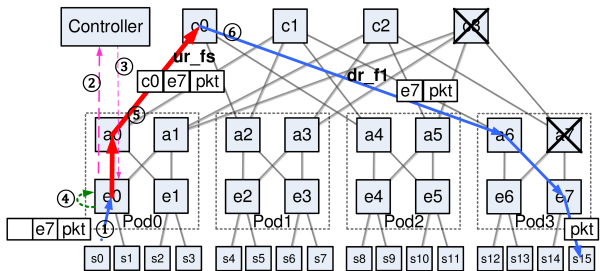 Controller
c0
⑥
c1
c2
c3
②
③
ur_fs
c0 e7 pkt
dr_f1
e7 pkt
⑤
a0
a1
a2
a3
a4
a5
a6
a7
④
e0
e1
e2
e3
e4
e5
e6
e7
e7 pkt
①
Pod0
Pod1
Pod2
Pod3
pkt
s0
s1
s2
s3
s4
s5
s6
s7
s8
s9
s10
s11
s12
s13
s14
s15